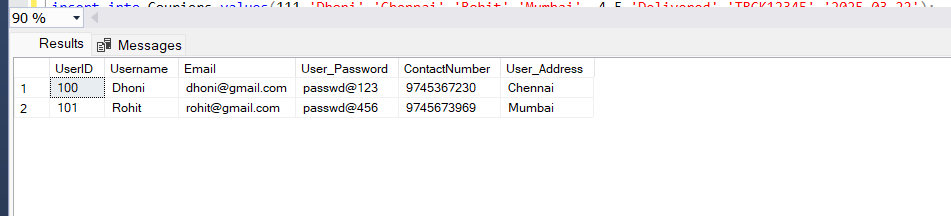 insert into Couriers values(111,'Dhoni','Chennai','Rohit','Mumbai', 4.5,'Delivered','TRCK12345','2025-03-22');
90 %
Results Messages
UserID Username Email User_Password ContactNumber User_Address
1 100 Dhoni dhoni@gmail.com passwd@123 9745367230 Chennai
2 101 Rohit rohit@gmail.com passwd@456 9745673969 Mumbai